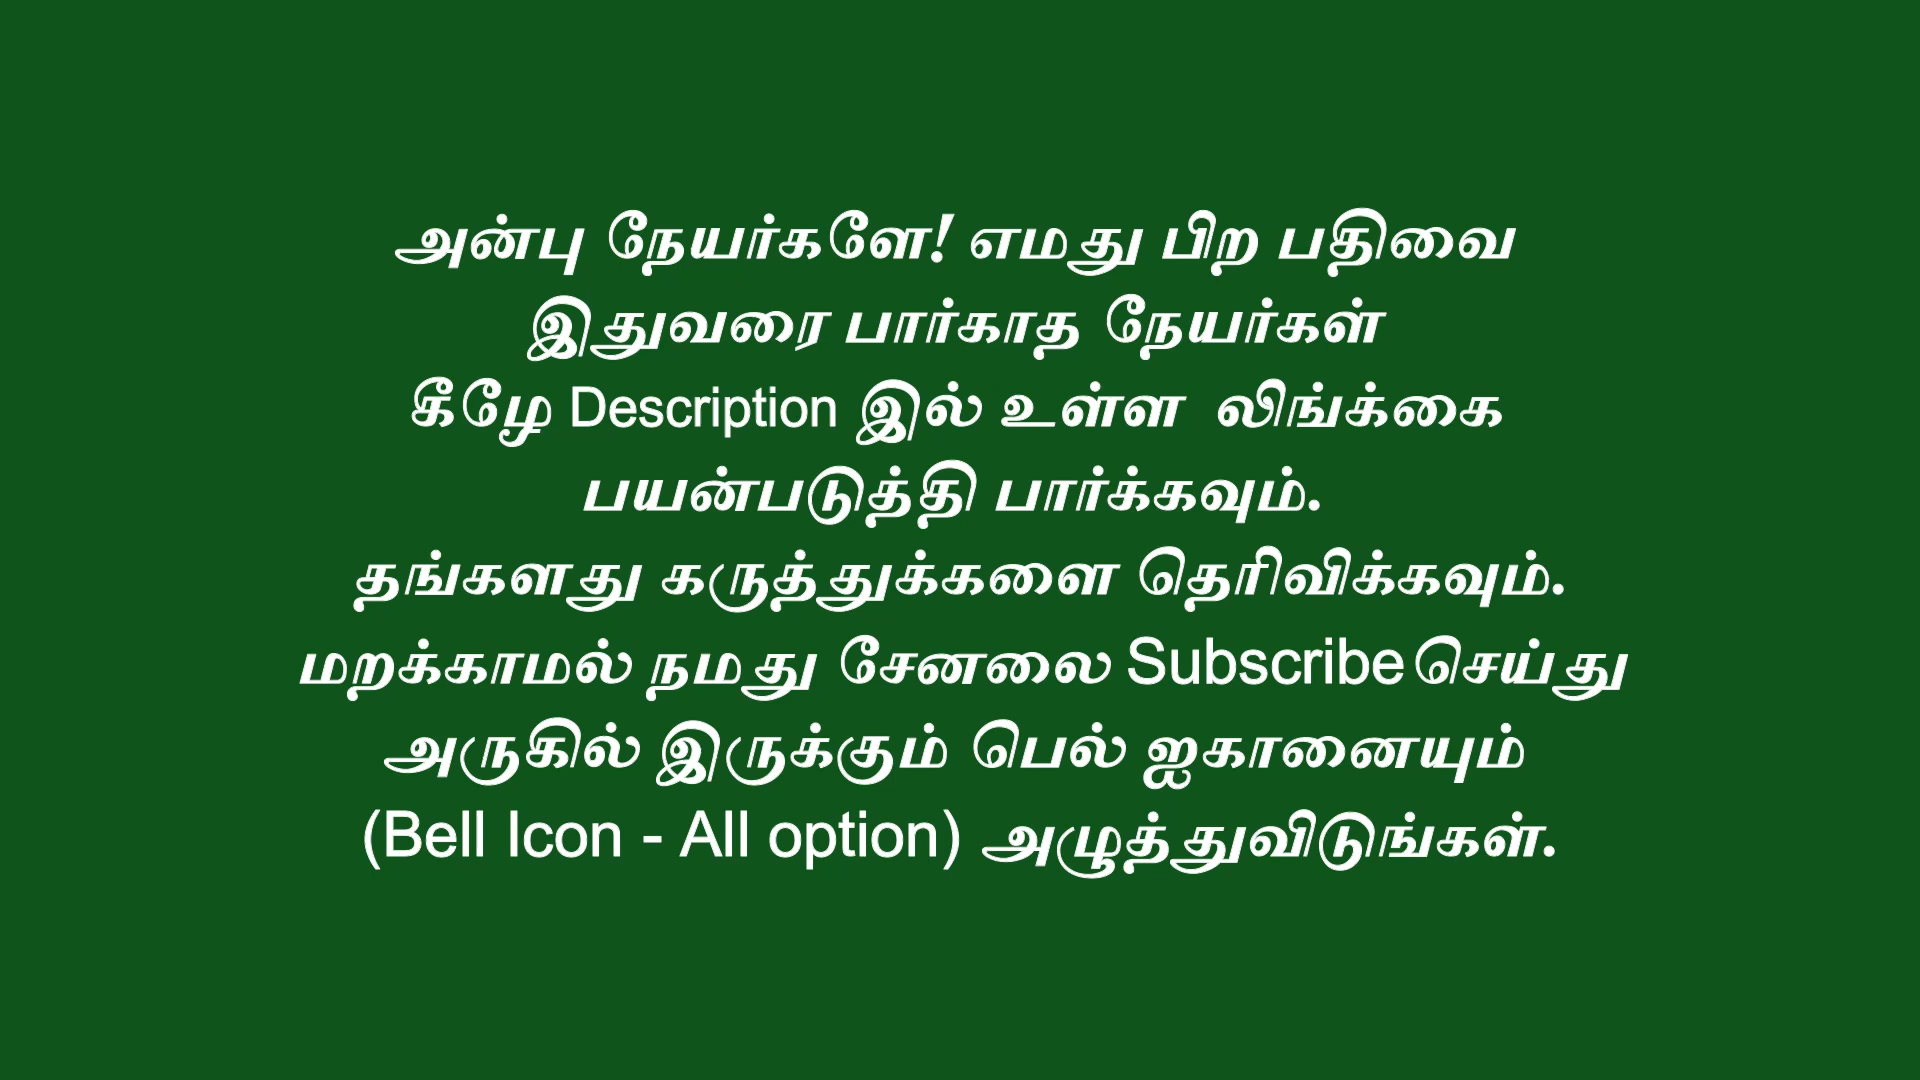 அன்பு நேயர்களே! எமது பிற பதிவை
இதுவரை பார்காத நேயர்கள்
கீழே Description இல் உள்ள லிங்க்கை
பயன்படுத்தி பார்க்கவும்.
தங்களது கருத்துக்களை தெரிவிக்கவும்.
மறக்காமல் நமது சேனலை Subscribe செய்து
அருகில் இருக்கும் பெல் ஐகானையும்
(Bell Icon - All option) அழுத்துவிடுங்கள்.